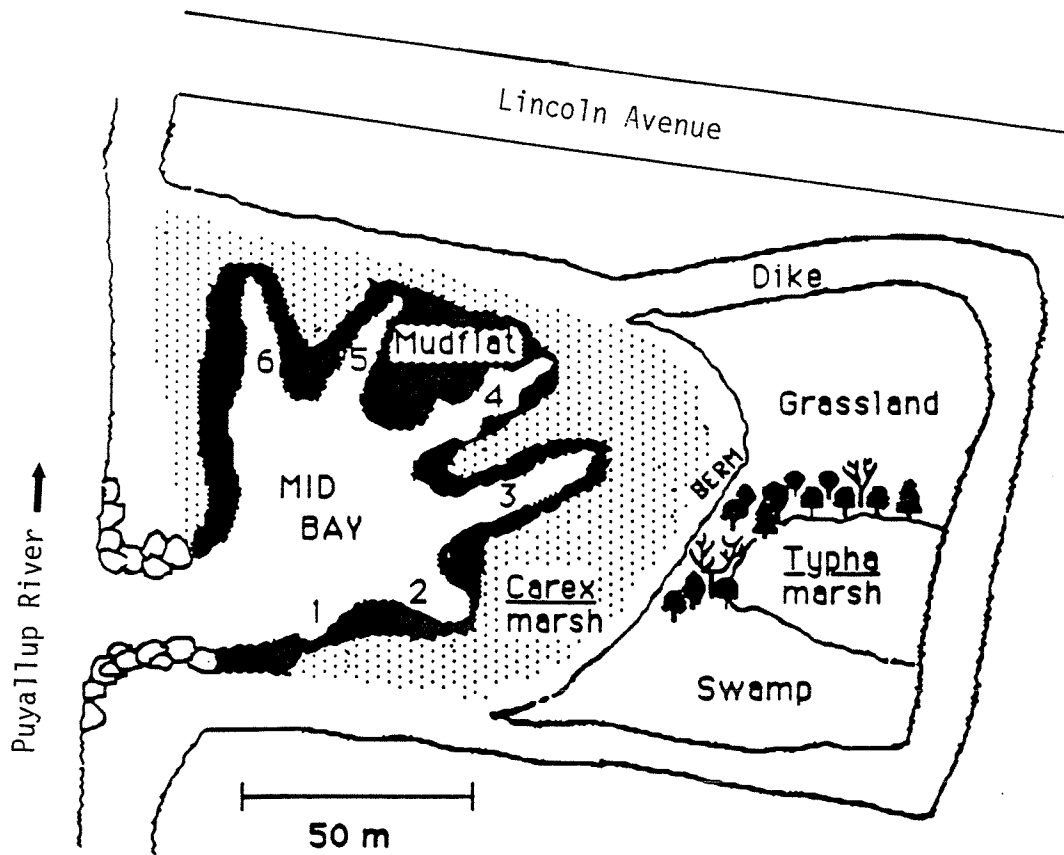 Lincoln Avenue
Dike
Mudflat
6
5
4
Grassland
BERM
MID
BAY
3
Puyallup River
Typha
marsh
2
Carex
marsh
1
Swamp
50 m